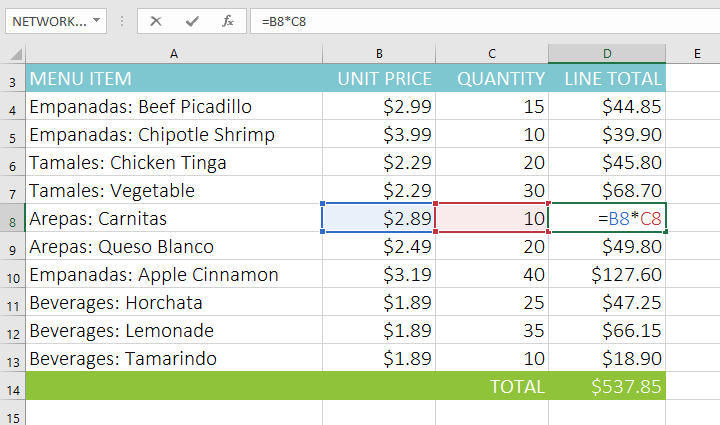 NETWORK... =B8*C8
A B C D E
3 MENU ITEM UNIT PRICE QUANTITY LINE TOTAL
4 Empanadas: Beef Picadillo $2.99 15 $44.85
5 Empanadas: Chipotle Shrimp $3.99 10 $39.90
6 Tamales: Chicken Tinga $2.29 20 $45.80
7 Tamales: Vegetable $2.29 30 $68.70
8 Arepas: Carnitas $2.89 10 =B8*C8
9 Arepas: Queso Blanco $2.49 20 $49.80
10 Empanadas: Apple Cinnamon $3.19 40 $127.60
11 Beverages: Horchata $1.89 25 $47.25
12 Beverages: Lemonade $1.89 35 $66.15
13 Beverages: Tamarindo $1.89 10 $18.90
14 TOTAL $537.85
15